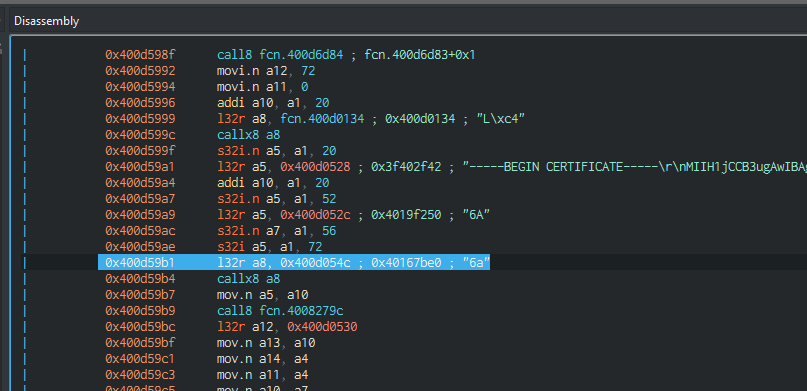 Disassembly
| 0x400d598f call8 fcn.400d6d84 ; fcn.400d6d83+0x1
| 0x400d5992 movi.n a12, 72
| 0x400d5994 movi.n a11, 0
| 0x400d5996 addi a10, a1, 20
| 0x400d5999 l32r a8, fcn.400d0134 ; 0x400d0134 ; "L\xc4"
| 0x400d599c callx8 a8
| 0x400d599f s32i.n a5, a1, 20
| 0x400d59a1 l32r a5, 0x400d0528 ; 0x3f402f42 ; "-----BEGIN CERTIFICATE-----\r\nMIIH1jCCB3ugAwIBAg
| 0x400d59a4 addi a10, a1, 20
| 0x400d59a7 s32i.n a5, a1, 52
| 0x400d59a9 l32r a5, 0x400d052c ; 0x4019f250 ; "6A"
| 0x400d59ac s32i.n a7, a1, 56
| 0x400d59ae s32i a5, a1, 72
| 0x400d59b1 l32r a8, 0x400d054c ; 0x40167be0 ; "6a"
| 0x400d59b4 callx8 a8
| 0x400d59b7 mov.n a5, a10
| 0x400d59b9 call8 fcn.4008279c
| 0x400d59bc l32r a12, 0x400d0530
| 0x400d59bf mov.n a13, a10
| 0x400d59c1 mov.n a14, a4
| 0x400d59c3 mov.n a11, a4
| 0x400d59c5 mov.n a10, a7